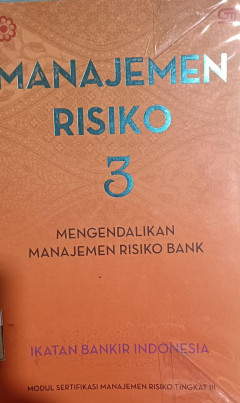 MANAJEMEN
RISIKO
3
MENGENDALIKAN
MANAJEMEN RISIKO BANK
IKATAN BANKIR INDONESIA
MODUL SERTIFIKASI MANAJEMEN RISIKO TINGKAT III